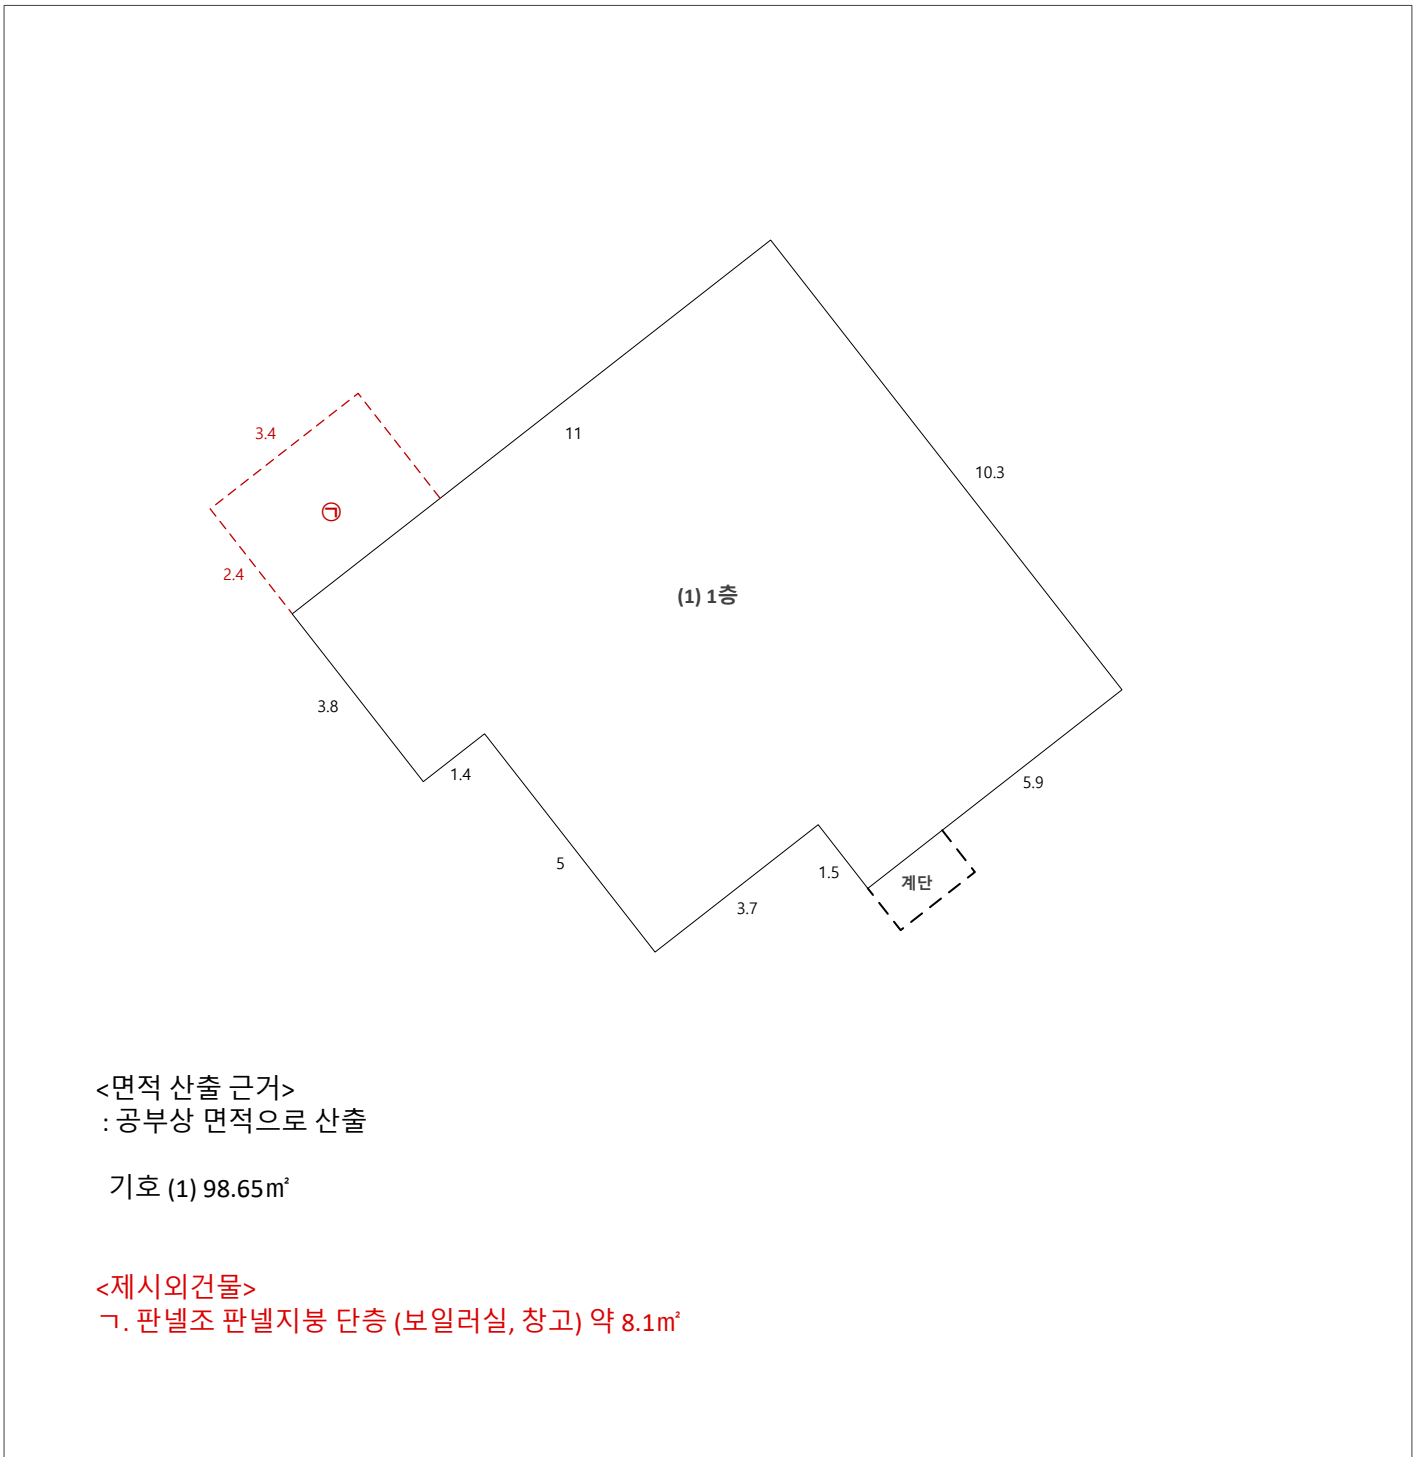 3.4
11
10.3
㉠
2.4
(1) 1층
3.8
1.4
5.9
5
1.5
계단
3.7
<면적 산출 근거>
: 공부상 면적으로 산출
기호 (1) 98.65㎡
<제시외건물>
ㄱ. 판넬조 판넬지붕 단층 (보일러실, 창고) 약 8.1㎡